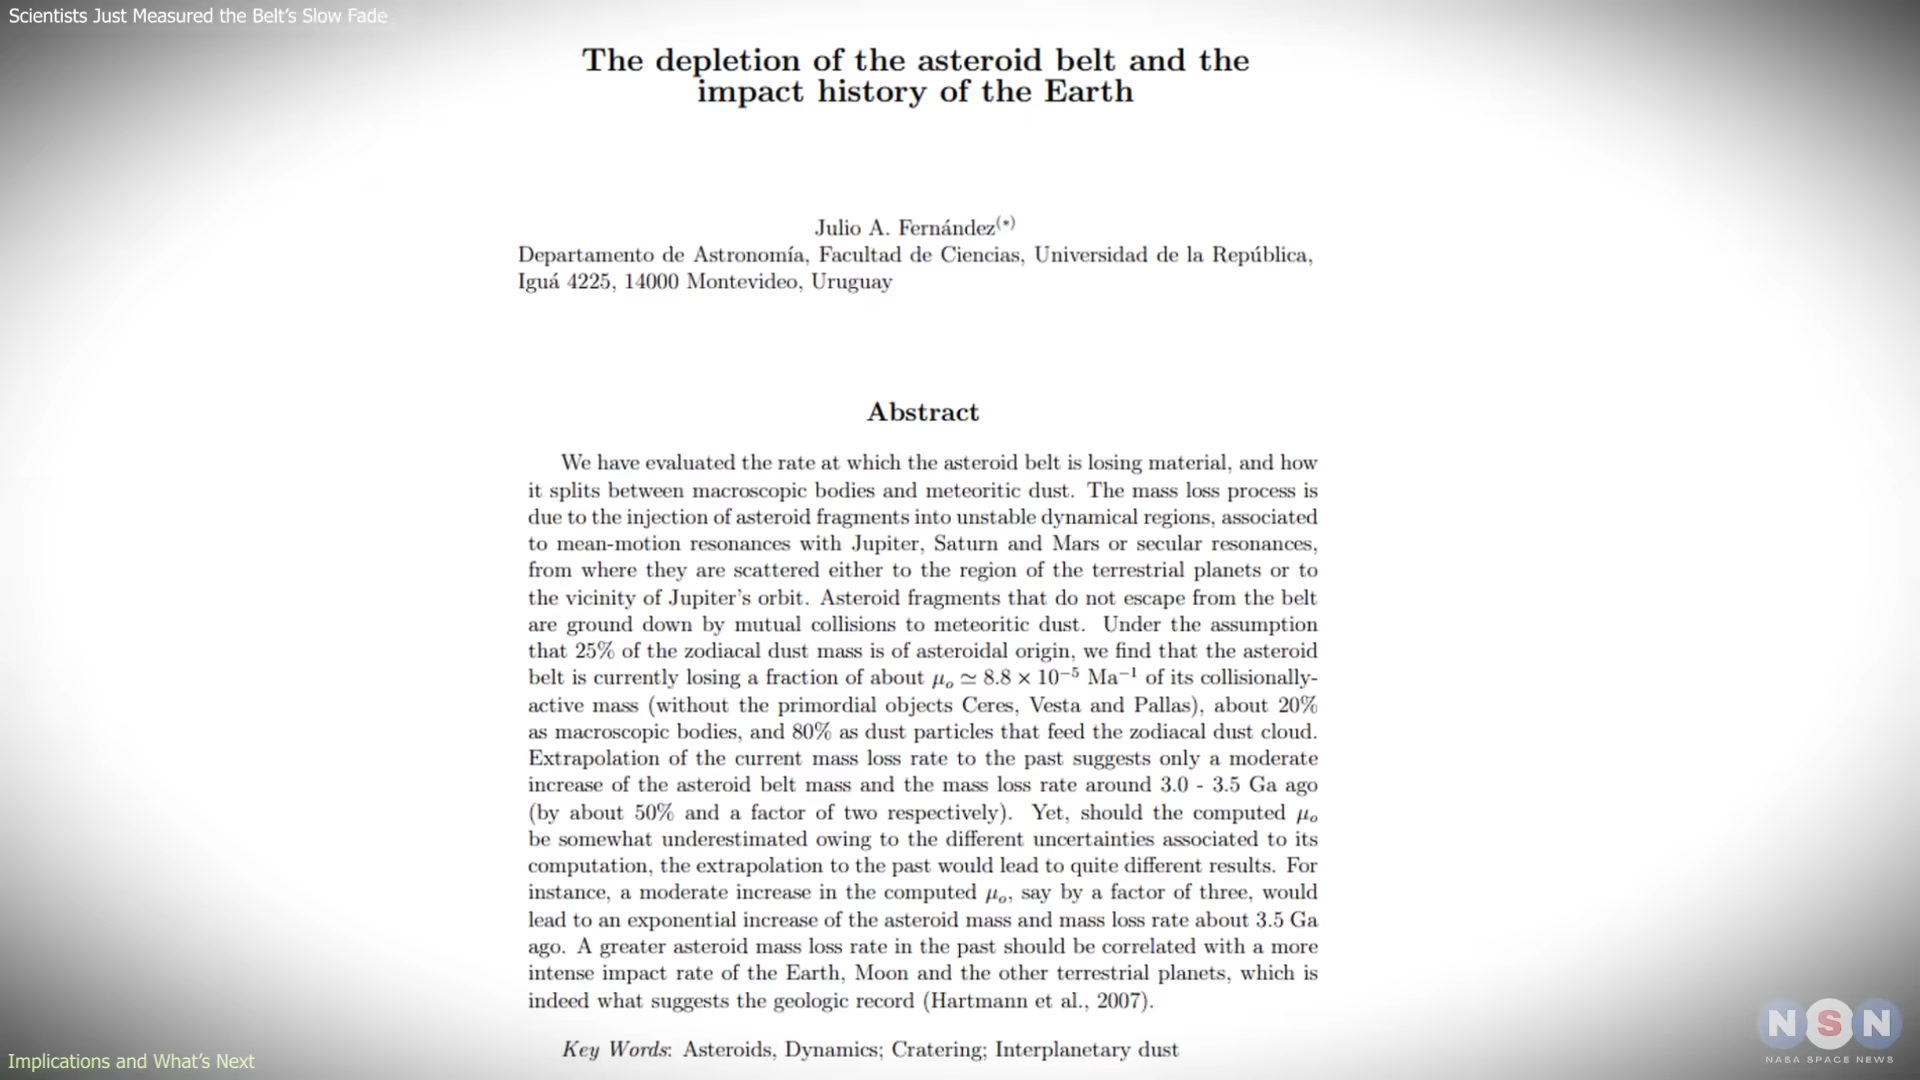 Scientists Just Measured the Belt’s Slow Fade
The depletion of the asteroid belt and the
impact history of the Earth
Julio A. Fernández(*)
Departamento de Astronomía, Facultad de Ciencias, Universidad de la República,
Iguá 4225, 14000 Montevideo, Uruguay
Abstract
We have evaluated the rate at which the asteroid belt is losing material, and how
it splits between macroscopic bodies and meteoritic dust. The mass loss process is
due to the injection of asteroid fragments into unstable dynamical regions, associated
to mean-motion resonances with Jupiter, Saturn and Mars or secular resonances,
from where they are scattered either to the region of the terrestrial planets or to
the vicinity of Jupiter’s orbit. Asteroid fragments that do not escape from the belt
are ground down by mutual collisions to meteoritic dust. Under the assumption
that 25% of the zodiacal dust mass is of asteroidal origin, we find that the asteroid
belt is currently losing a fraction of about μₒ ≃ 8.8 × 10⁻⁵ Ma⁻¹ of its collisionally-
active mass (without the primordial objects Ceres, Vesta and Pallas), about 20%
as macroscopic bodies, and 80% as dust particles that feed the zodiacal dust cloud.
Extrapolation of the current mass loss rate to the past suggests only a moderate
increase of the asteroid belt mass and the mass loss rate around 3.0 - 3.5 Ga ago
(by about 50% and a factor of two respectively). Yet, should the computed μₒ
be somewhat underestimated owing to the different uncertainties associated to its
computation, the extrapolation to the past would lead to quite different results. For
instance, a moderate increase in the computed μₒ, say by a factor of three, would
lead to an exponential increase of the asteroid mass and mass loss rate about 3.5 Ga
ago. A greater asteroid mass loss rate in the past should be correlated with a more
intense impact rate of the Earth, Moon and the other terrestrial planets, which is
indeed what suggests the geologic record (Hartmann et al., 2007).
Key Words: Asteroids, Dynamics; Cratering; Interplanetary dust
NSN
NASA SPACE NEWS
Implications and What’s Next